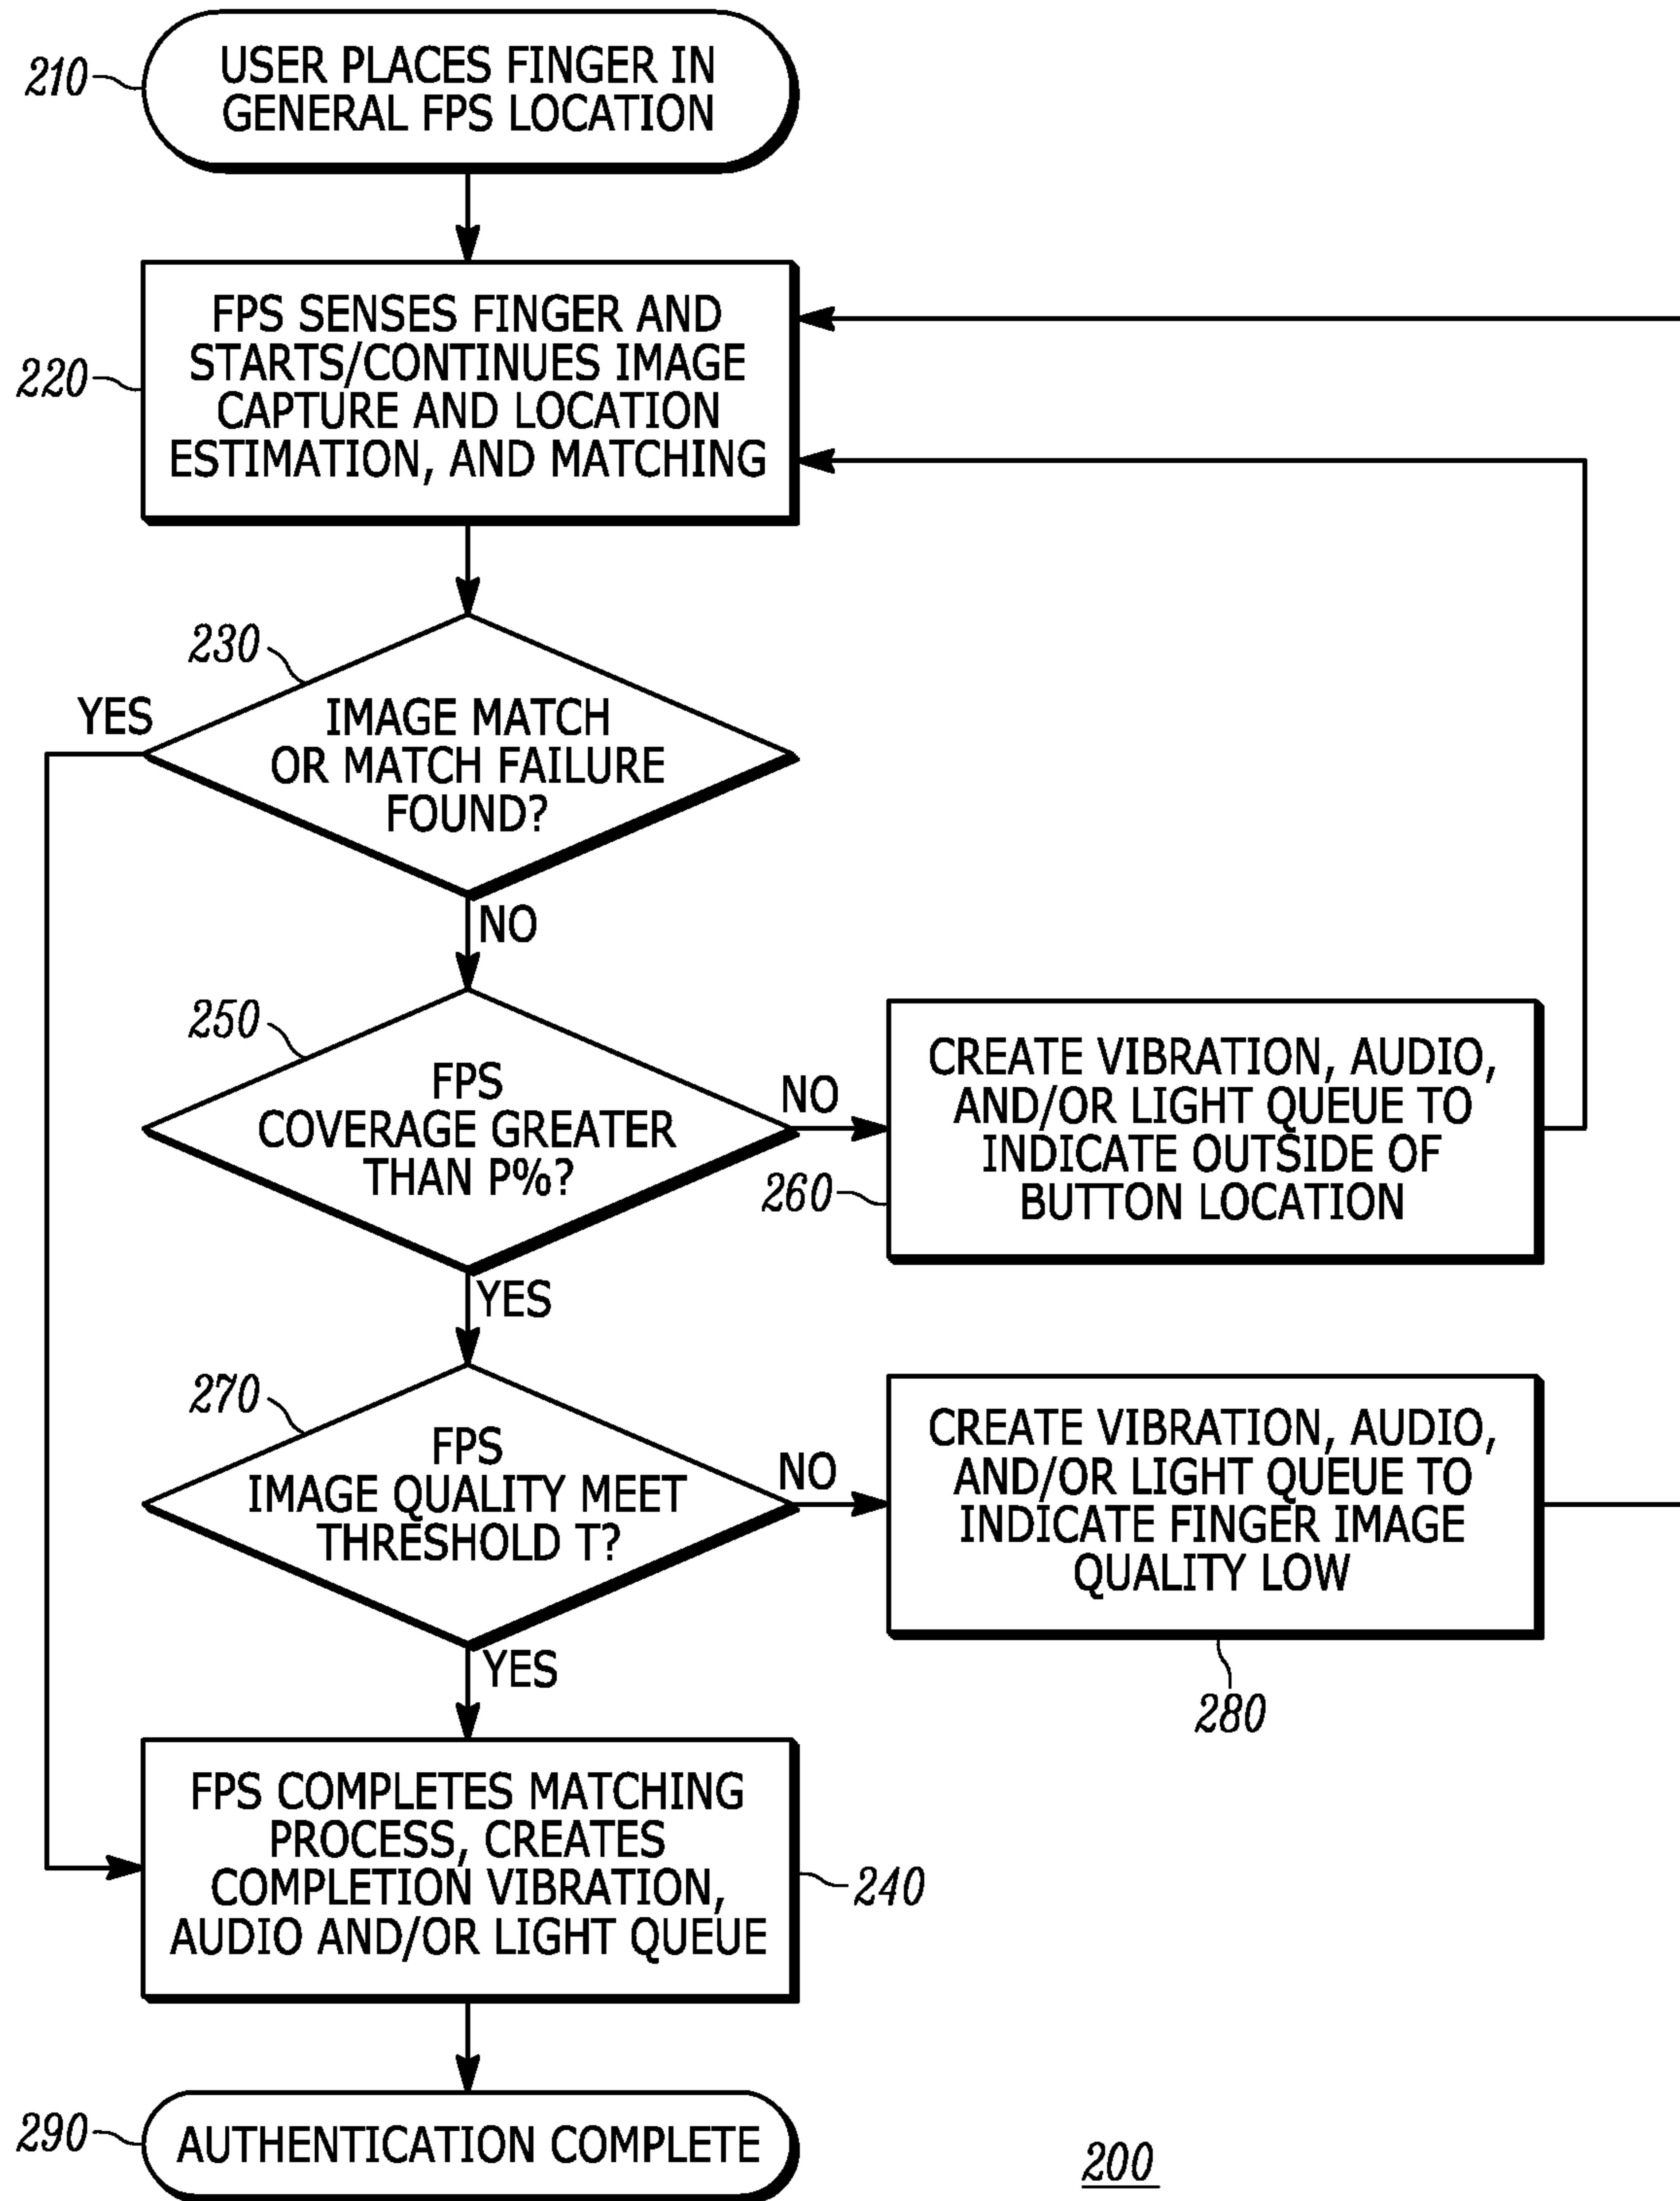 210
USER PLACES FINGER IN
GENERAL FPS LOCATION
220
FPS SENSES FINGER AND
STARTS/CONTINUES IMAGE
CAPTURE AND LOCATION
ESTIMATION, AND MATCHING
230
YES
IMAGE MATCH
OR MATCH FAILURE
FOUND?
NO
250
FPS
COVERAGE GREATER
THAN P%?
NO
260
CREATE VIBRATION, AUDIO,
AND/OR LIGHT QUEUE TO
INDICATE OUTSIDE OF
BUTTON LOCATION
YES
270
FPS
IMAGE QUALITY MEET
THRESHOLD T?
NO
CREATE VIBRATION, AUDIO,
AND/OR LIGHT QUEUE TO
INDICATE FINGER IMAGE
QUALITY LOW
280
YES
FPS COMPLETES MATCHING
PROCESS, CREATES
COMPLETION VIBRATION,
AUDIO AND/OR LIGHT QUEUE
240
290
AUTHENTICATION COMPLETE
200